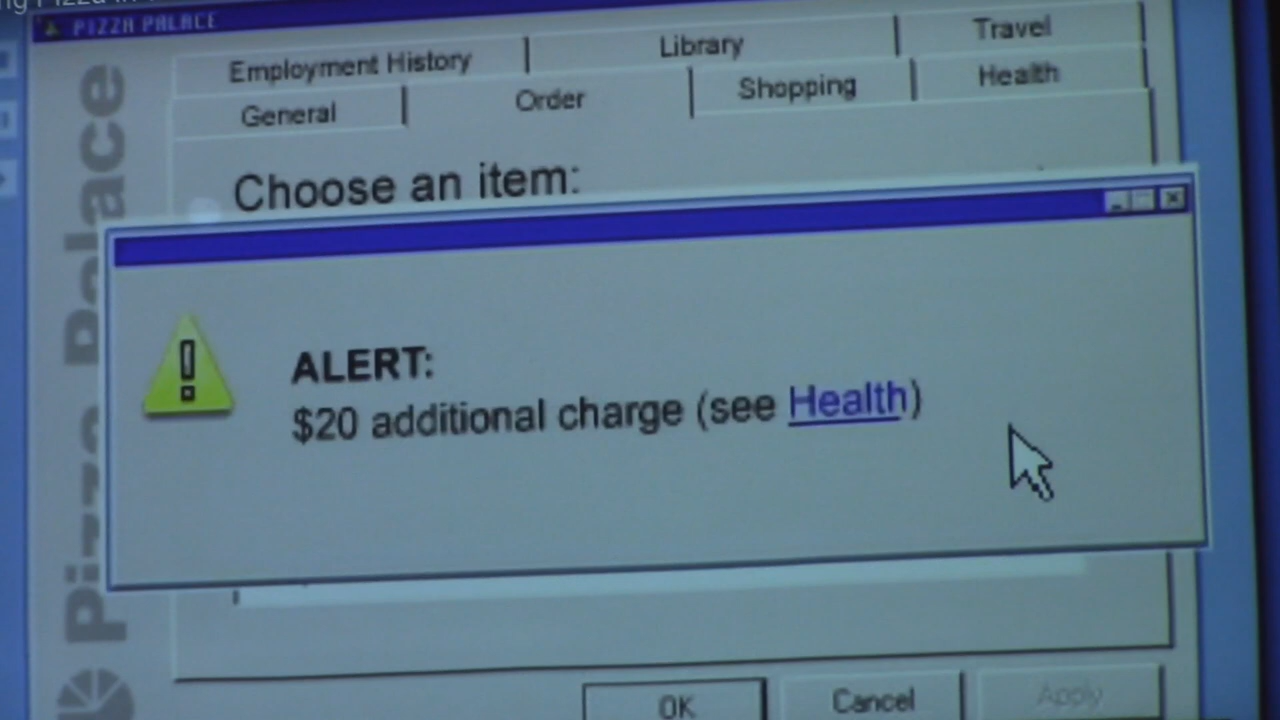 PIZZA PALACE
Employment History
Library
Travel
General
Order
Shopping
Health
Choose an item:
ALERT:
$20 additional charge (see Health)
Pizza Palace
OK
Cancel
Apply